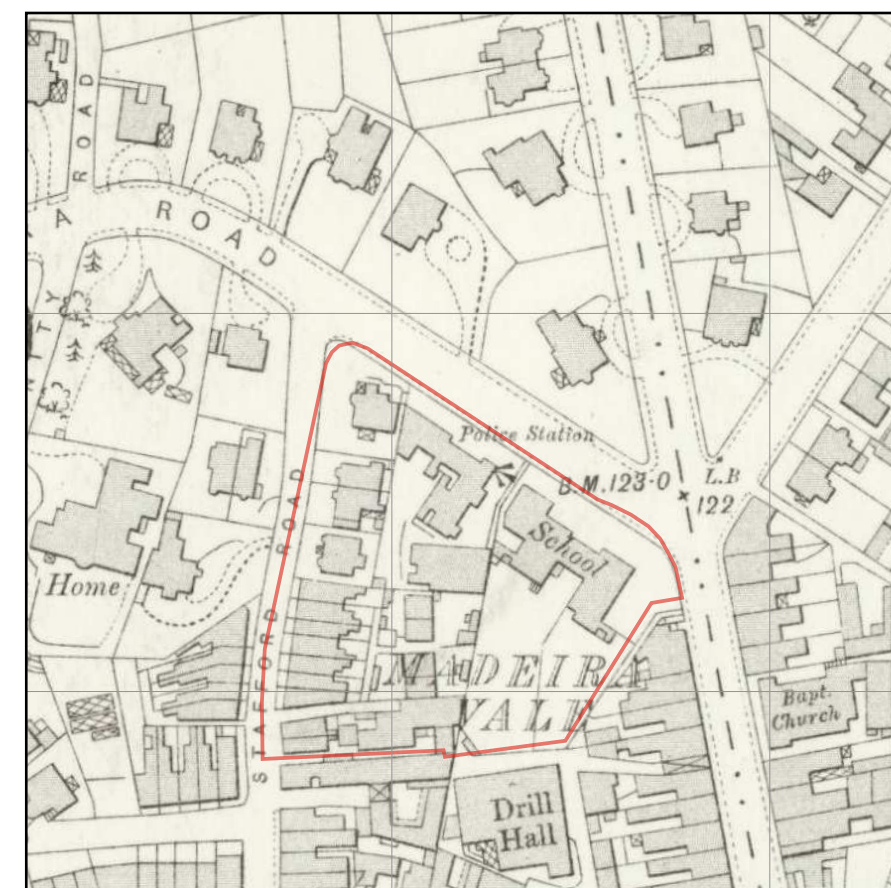 ROAD
A ROAD
Police Station
B.M.123·0
L.B
122
School
Home
STAFFORD ROAD
MADEIRA
VALE
Bapt.
Church
Drill
Hall